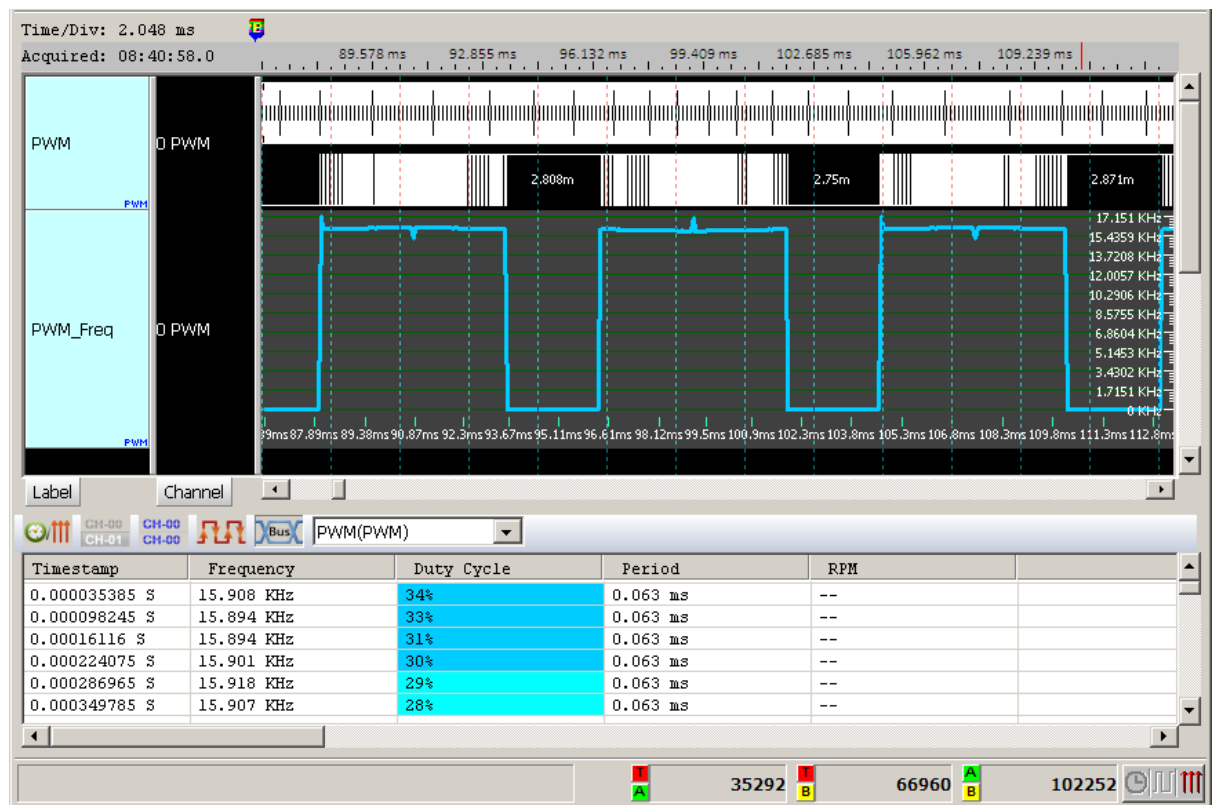 Time/Div: 2.048 ms
Acquired: 08:40:58.0
89.578 ms 92.855 ms 96.132 ms 99.409 ms 102.685 ms 105.962 ms 109.239 ms
PWM
0 PWM
PWM
2.808m 2.75m 2.871m
17.151 KHz
15.4359 KHz
13.7208 KHz
12.0057 KHz
10.2906 KHz
8.5755 KHz
6.8604 KHz
5.1453 KHz
3.4302 KHz
1.7151 KHz
0 KHz
PWM_Freq
0 PWM
PWM
87.89ms 89.38ms 90.87ms 92.3ms 93.67ms 95.11ms 96.61ms 98.12ms 99.5ms 100.9ms 102.3ms 103.8ms 105.3ms 106.8ms 108.3ms 109.8ms 111.3ms 112.8ms
Label Channel
CH-00 CH-01 CH-00 CH-00 Bus PWM(PWM)
Timestamp Frequency Duty Cycle Period RPM
0.000035385 S 15.908 KHz 34% 0.063 ms --
0.000098245 S 15.894 KHz 33% 0.063 ms --
0.00016116 S 15.894 KHz 31% 0.063 ms --
0.000224075 S 15.901 KHz 30% 0.063 ms --
0.000286965 S 15.918 KHz 29% 0.063 ms --
0.000349785 S 15.907 KHz 28% 0.063 ms --
T A 35292 T B 66960 A B 102252